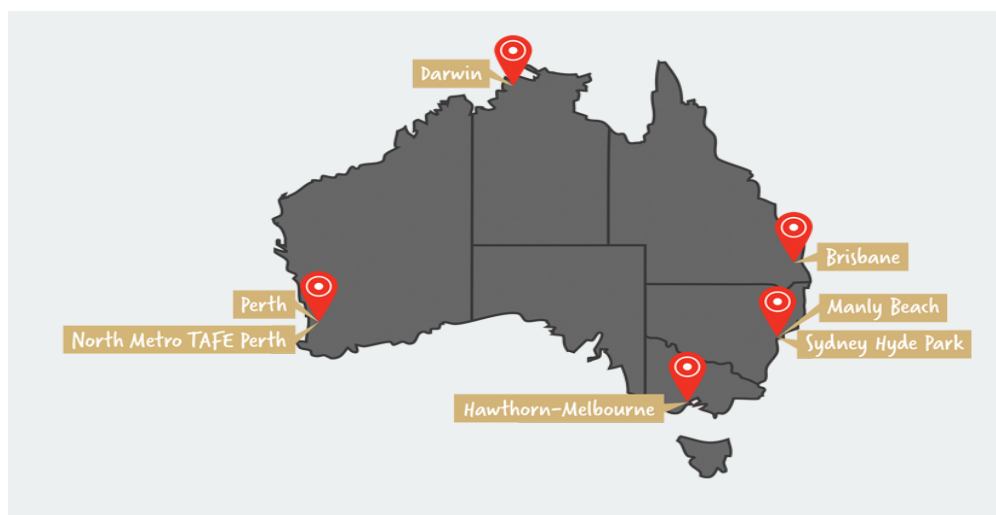 Darwin
Brisbane
Perth
Manly Beach
North Metro TAFE Perth
Sydney Hyde Park
Hawthorn-Melbourne